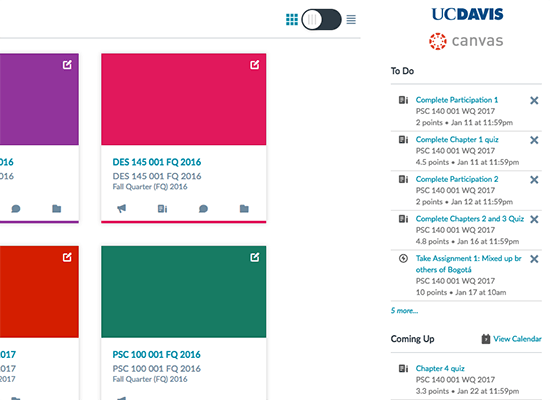 UCDAVIS
canvas
016
016
DES 145 001 FQ 2016
DES 145 001 FQ 2016
Fall Quarter (FQ) 2016
017
017
2017
PSC 100 001 FQ 2016
PSC 100 001 FQ 2016
Fall Quarter (FQ) 2016
To Do
Complete Participation 1
PSC 140 001 WQ 2017
2 points • Jan 11 at 11:59pm
Complete Chapter 1 quiz
PSC 140 001 WQ 2017
4.5 points • Jan 11 at 11:59pm
Complete Participation 2
PSC 140 001 WQ 2017
2 points • Jan 12 at 11:59pm
Complete Chapters 2 and 3 Quiz
PSC 140 001 WQ 2017
4.8 points • Jan 16 at 11:59pm
Take Assignment 1: Mixed up br
others of Bogotá
PSC 140 001 WQ 2017
10 points • Jan 17 at 10am
5 more...
Coming Up
View Calendar
Chapter 4 quiz
PSC 140 001 WQ 2017
3.3 points • Jan 22 at 11:59pm